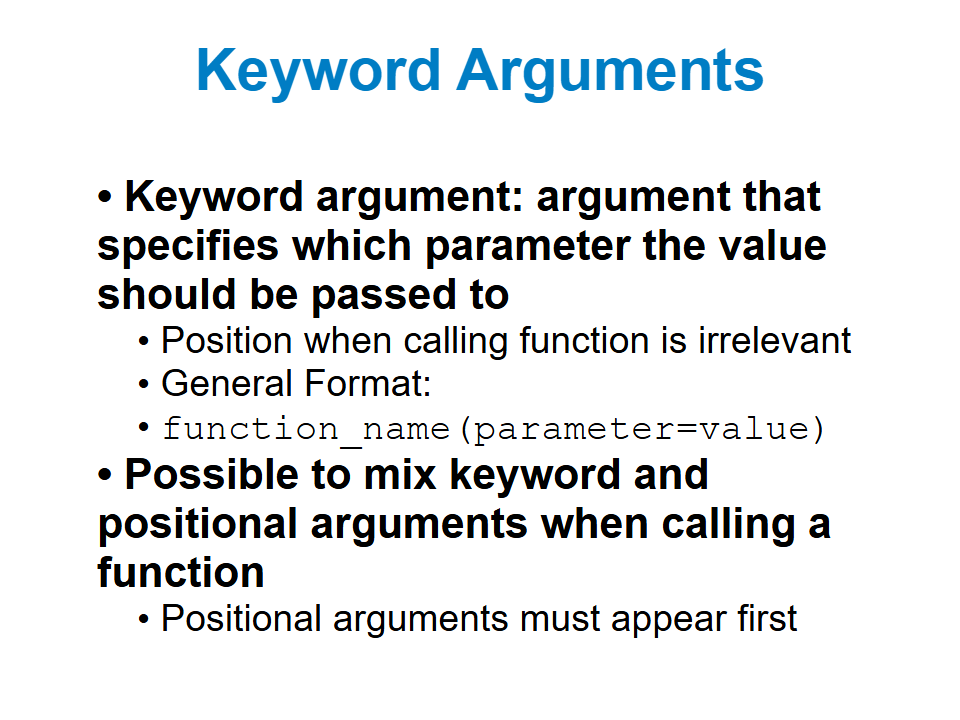 Keyword Arguments
• Keyword argument: argument that
specifies which parameter the value
should be passed to
• Position when calling function is irrelevant
• General Format:
• function_name(parameter=value)
• Possible to mix keyword and
positional arguments when calling a
function
• Positional arguments must appear first